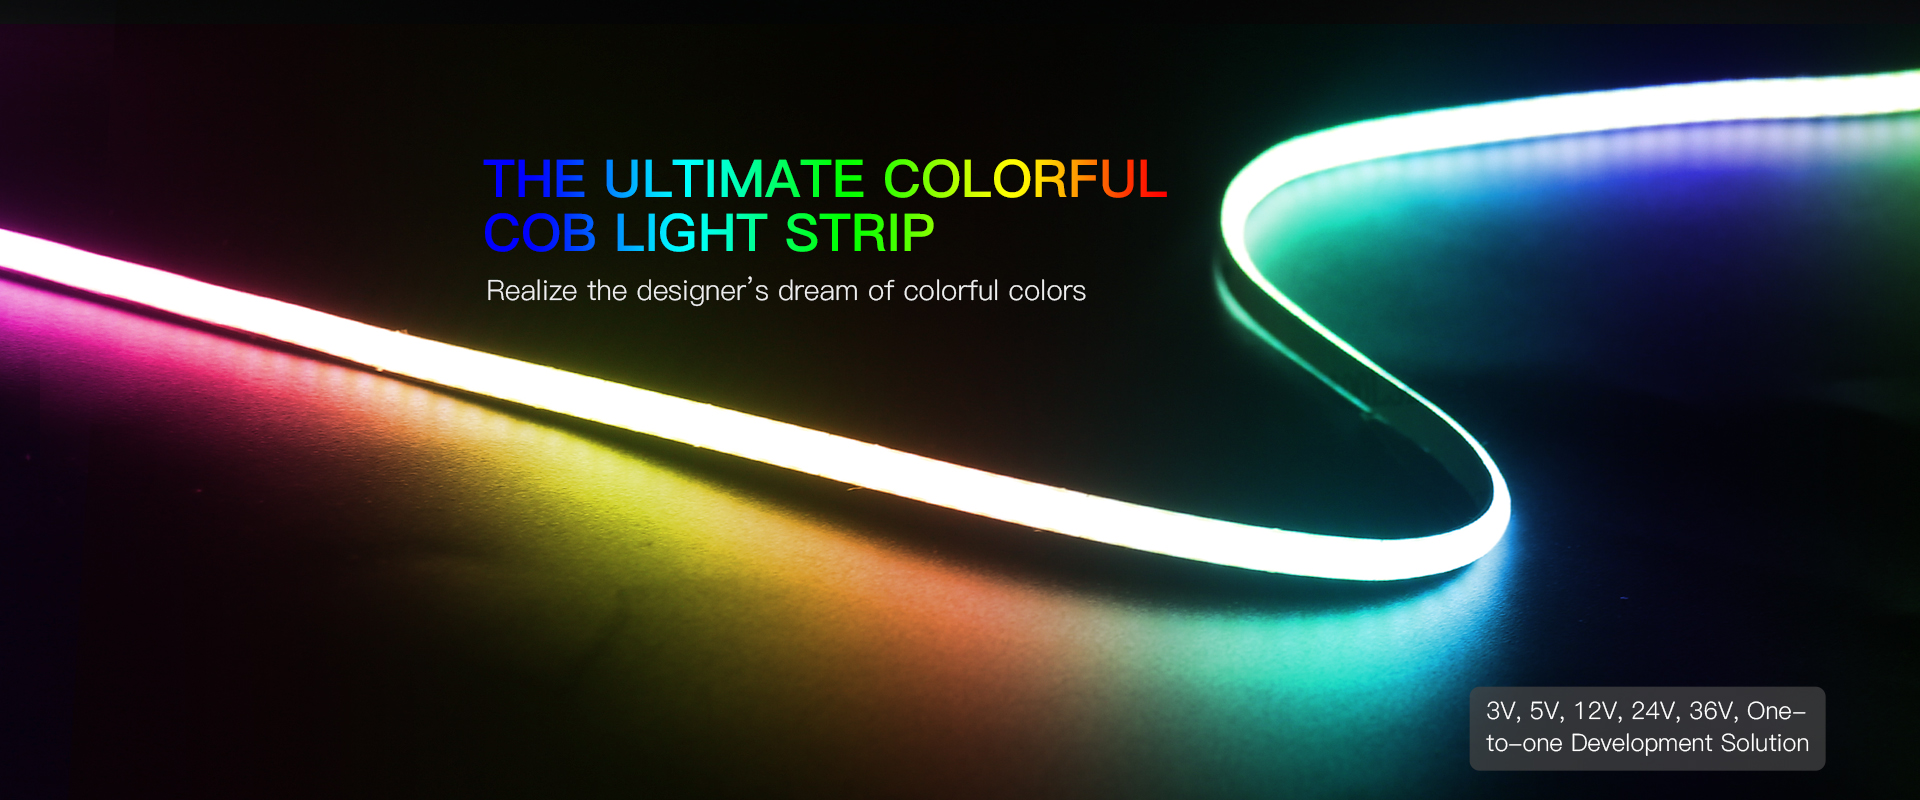 THE ULTIMATE COLORFUL
COB LIGHT STRIP
Realize the designer's dream of colorful colors
3V, 5V, 12V, 24V, 36V, One-
to-one Development Solution